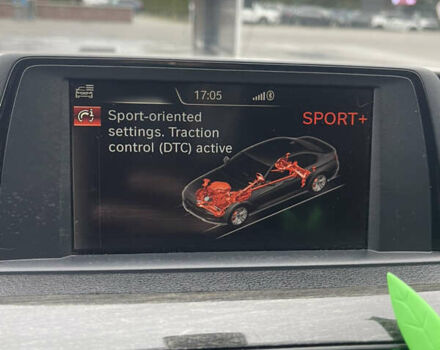 17:05
Sport-oriented
settings. Traction
control (DTC) active
SPORT+